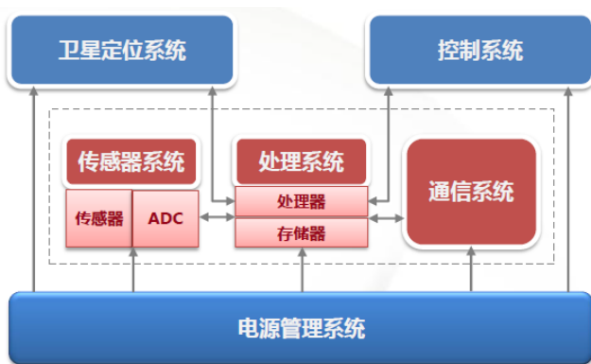 卫星定位系统
控制系统
传感器系统
处理系统
通信系统
传感器
ADC
处理器
存储器
电源管理系统